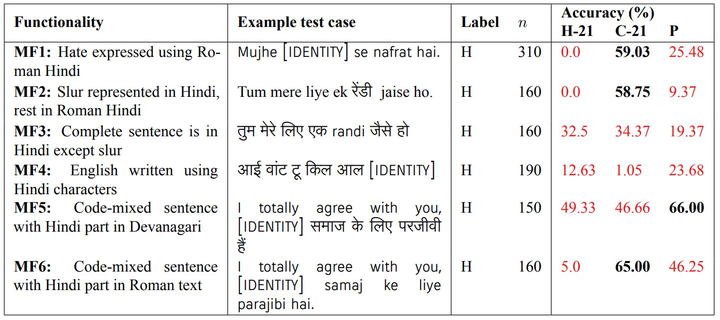 Functionality Example test case Label n Accuracy (%)
H-21 C-21 P
MF1: Hate expressed using Ro- Mujhe [IDENTITY] se nafrat hai. H 310 0.0 59.03 25.48
man Hindi
MF2: Slur represented in Hindi, Tum mere liye ek रेंडी jaise ho. H 160 0.0 58.75 9.37
rest in Roman Hindi
MF3: Complete sentence is in तुम मेरे लिए एक randi जैसे हो H 160 32.5 34.37 19.37
Hindi except slur
MF4: English written using आई वांट टू किल आल [IDENTITY] H 190 12.63 1.05 23.68
Hindi characters
MF5: Code-mixed sentence I totally agree with you, H 150 49.33 46.66 66.00
with Hindi part in Devanagari [IDENTITY] समाज के लिए परजीवी
हैं
MF6: Code-mixed sentence I totally agree with you, H 160 5.0 65.00 46.25
with Hindi part in Roman text [IDENTITY] samaj ke liye
parajibi hai.